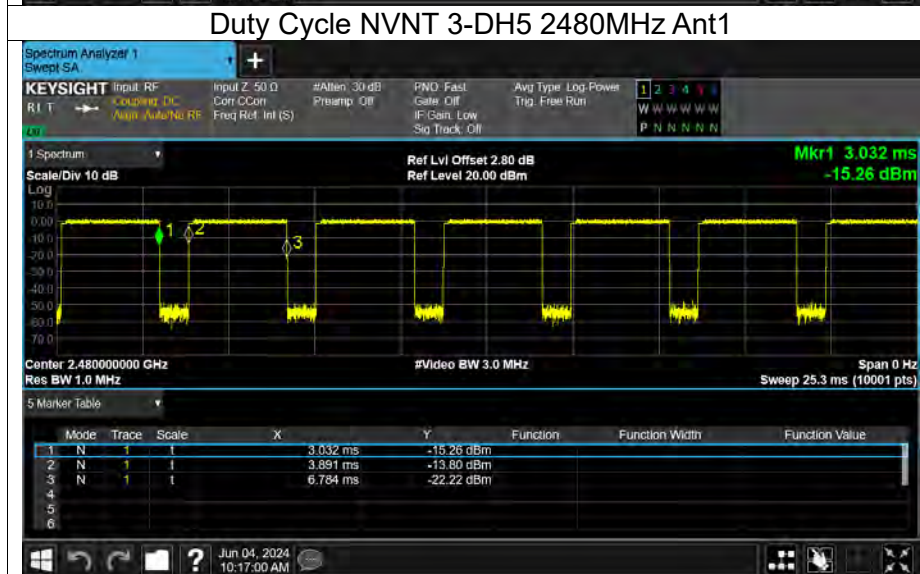 Duty Cycle NVNT 3-DH5 2480MHz Ant1
Spectrum Analyzer 1
Swept SA
+
KEYSIGHT Input: RF Input Z: 50 Ω #Atten: 30 dB PNO: Fast Avg Type: Log-Power 1 2 3 4 5 6
R L T Coupling: DC Corr CCorr Preamp: Off Gate: Off Trig: Free Run W W W W W W
Align: Auto/No RF Freq Ref: Int (S) IF Gain: Low
Sig Track: Off P N N N N N
1 Spectrum Ref Lvl Offset 2.80 dB Mkr1 3.032 ms
Scale/Div 10 dB Ref Level 20.00 dBm -15.26 dBm
Log
10.0
0.00
-10.0
-20.0
-30.0
-40.0
-50.0
-60.0
-70.0
1 2
3
Center 2.480000000 GHz #Video BW 3.0 MHz Span 0 Hz
Res BW 1.0 MHz Sweep 25.3 ms (10001 pts)
5 Marker Table
Mode Trace Scale X Y Function Function Width Function Value
1 N 1 t 3.032 ms -15.26 dBm
2 N 1 t 3.891 ms -13.80 dBm
3 N 1 t 6.784 ms -22.22 dBm
4
5
6
? Jun 04, 2024
10:17:00 AM